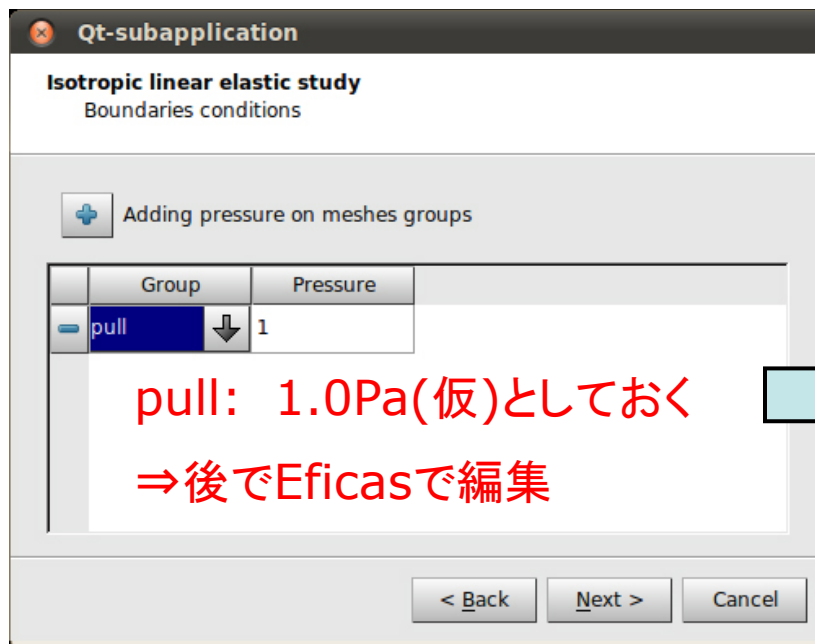 Qt-subapplication
Isotropic linear elastic study
Boundaries conditions
Adding pressure on meshes groups
Group Pressure
pull 1
pull: 1.0Pa(仮)としておく
⇒後でEficasで編集
< Back Next > Cancel